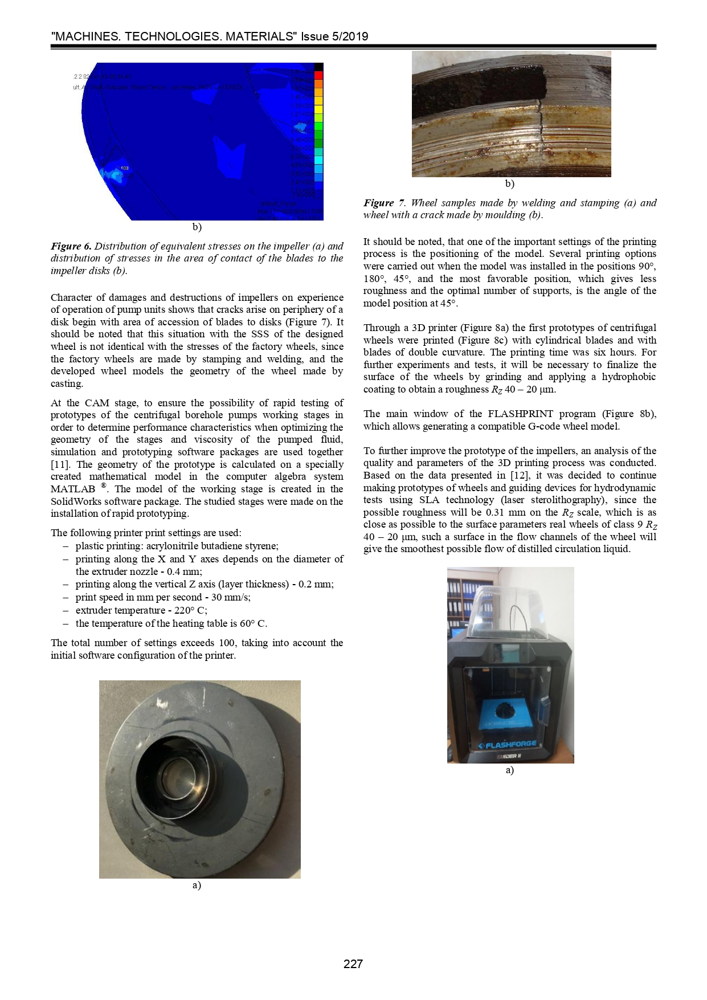 "MACHINES. TECHNOLOGIES. MATERIALS" Issue 5/2019
b)
Figure 6. Distribution of equivalent stresses on the impeller (a) and
distribution of stresses in the area of contact of the blades to the
impeller disks (b).
Character of damages and destructions of impellers on experience
of operation of pump units shows that cracks arise on periphery of a
disk begin with area of accession of blades to disks (Figure 7). It
should be noted that this situation with the SSS of the designed
wheel is not identical with the stresses of the factory wheels, since
the factory wheels are made by stamping and welding, and the
developed wheel models the geometry of the wheel made by
casting.
At the CAM stage, to ensure the possibility of rapid testing of
prototypes of the centrifugal borehole pumps working stages in
order to determine performance characteristics when optimizing the
geometry of the stages and viscosity of the pumped fluid,
simulation and prototyping software packages are used together
[11]. The geometry of the prototype is calculated on a specially
created mathematical model in the computer algebra system
MATLAB ®. The model of the working stage is created in the
SolidWorks software package. The studied stages were made on the
installation of rapid prototyping.
The following printer print settings are used:
– plastic printing: acrylonitrile butadiene styrene;
– printing along the X and Y axes depends on the diameter of
the extruder nozzle - 0.4 mm;
– printing along the vertical Z axis (layer thickness) - 0.2 mm;
– print speed in mm per second - 30 mm/s;
– extruder temperature - 220° C;
– the temperature of the heating table is 60° C.
The total number of settings exceeds 100, taking into account the
initial software configuration of the printer.
a)
b)
Figure 7. Wheel samples made by welding and stamping (a) and
wheel with a crack made by moulding (b).
It should be noted, that one of the important settings of the printing
process is the positioning of the model. Several printing options
were carried out when the model was installed in the positions 90°,
180°, 45°, and the most favorable position, which gives less
roughness and the optimal number of supports, is the angle of the
model position at 45°.
Through a 3D printer (Figure 8a) the first prototypes of centrifugal
wheels were printed (Figure 8c) with cylindrical blades and with
blades of double curvature. The printing time was six hours. For
further experiments and tests, it will be necessary to finalize the
surface of the wheels by grinding and applying a hydrophobic
coating to obtain a roughness RZ 40 – 20 μm.
The main window of the FLASHPRINT program (Figure 8b),
which allows generating a compatible G-code wheel model.
To further improve the prototype of the impellers, an analysis of the
quality and parameters of the 3D printing process was conducted.
Based on the data presented in [12], it was decided to continue
making prototypes of wheels and guiding devices for hydrodynamic
tests using SLA technology (laser sterolithography), since the
possible roughness will be 0.31 mm on the RZ scale, which is as
close as possible to the surface parameters real wheels of class 9 RZ
40 – 20 μm, such a surface in the flow channels of the wheel will
give the smoothest possible flow of distilled circulation liquid.
FLASHFORGE
GUIDER II
a)
227